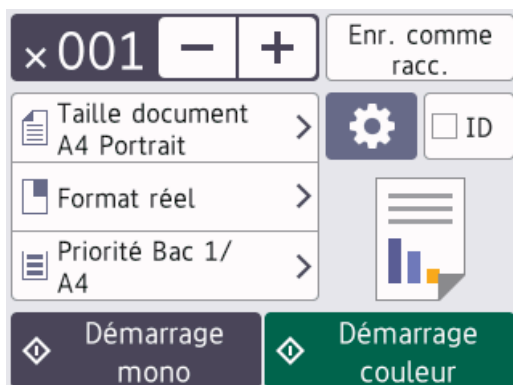 ×001
Enr. comme
racc.
Taille document
A4 Portrait
ID
Format réel
Priorité Bac 1/
A4
Démarrage
mono
Démarrage
couleur